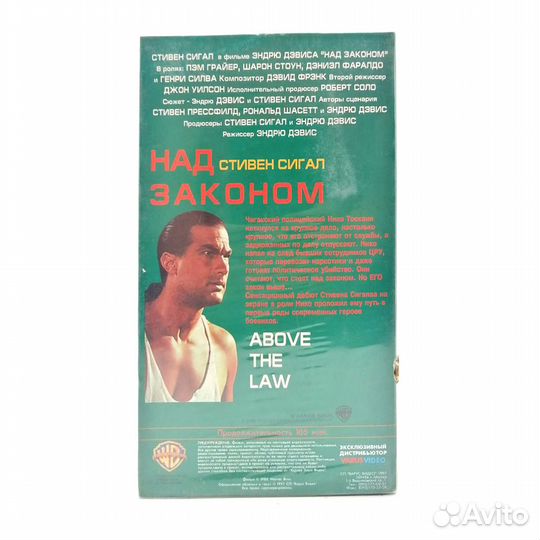 СТИВЕН СИГАЛ в фильме ЭНДРЮ ДЭВИСА "НАД ЗАКОНОМ"
В ролях: ПЭМ ГРАЙЕР, ШАРОН СТОУН, ДЭНИЭЛ ФАРАЛДО
и ГЕНРИ СИЛВА Композитор ДЭВИД ФРЭНК Второй режиссер
ДЖОН УИЛСОН Исполнительный продюсер РОБЕРТ СОЛО
Сюжет - Эндрю ДЭВИС и СТИВЕН СИГАЛ Авторы сценария
СТИВЕН ПРЕССФИЛД, РОНАЛЬД ШАСЕТТ и ЭНДРЮ ДЭВИС
Продюсеры СТИВЕН СИГАЛ и ЭНДРЮ ДЭВИС
Режиссер ЭНДРЮ ДЭВИС
НАД СТИВЕН СИГАЛ
ЗАКОНОМ
Чикагский полицейский Нико Тоскани
наткнулся на крупное дело, настолько
крупное, что его отстраняют от службы, а
задержанных по делу отпускают. Нико
напал на след бывших сотрудников ЦРУ,
которые перевозят наркотики и даже
готовят политическое убийство. Они
считают, что стоят над законом. Но ЕГО
закон выше...
Сенсационный дебют Стивена Сигала на
экране в роли Нико проложил ему путь в
первые ряды современных героев
боевиков.
ABOVE
THE
LAW
Продолжительность 105 мин.
ЭКСКЛЮЗИВНЫЙ
ДИСТРИБЬЮТОР
VARUSVIDEO
Avito